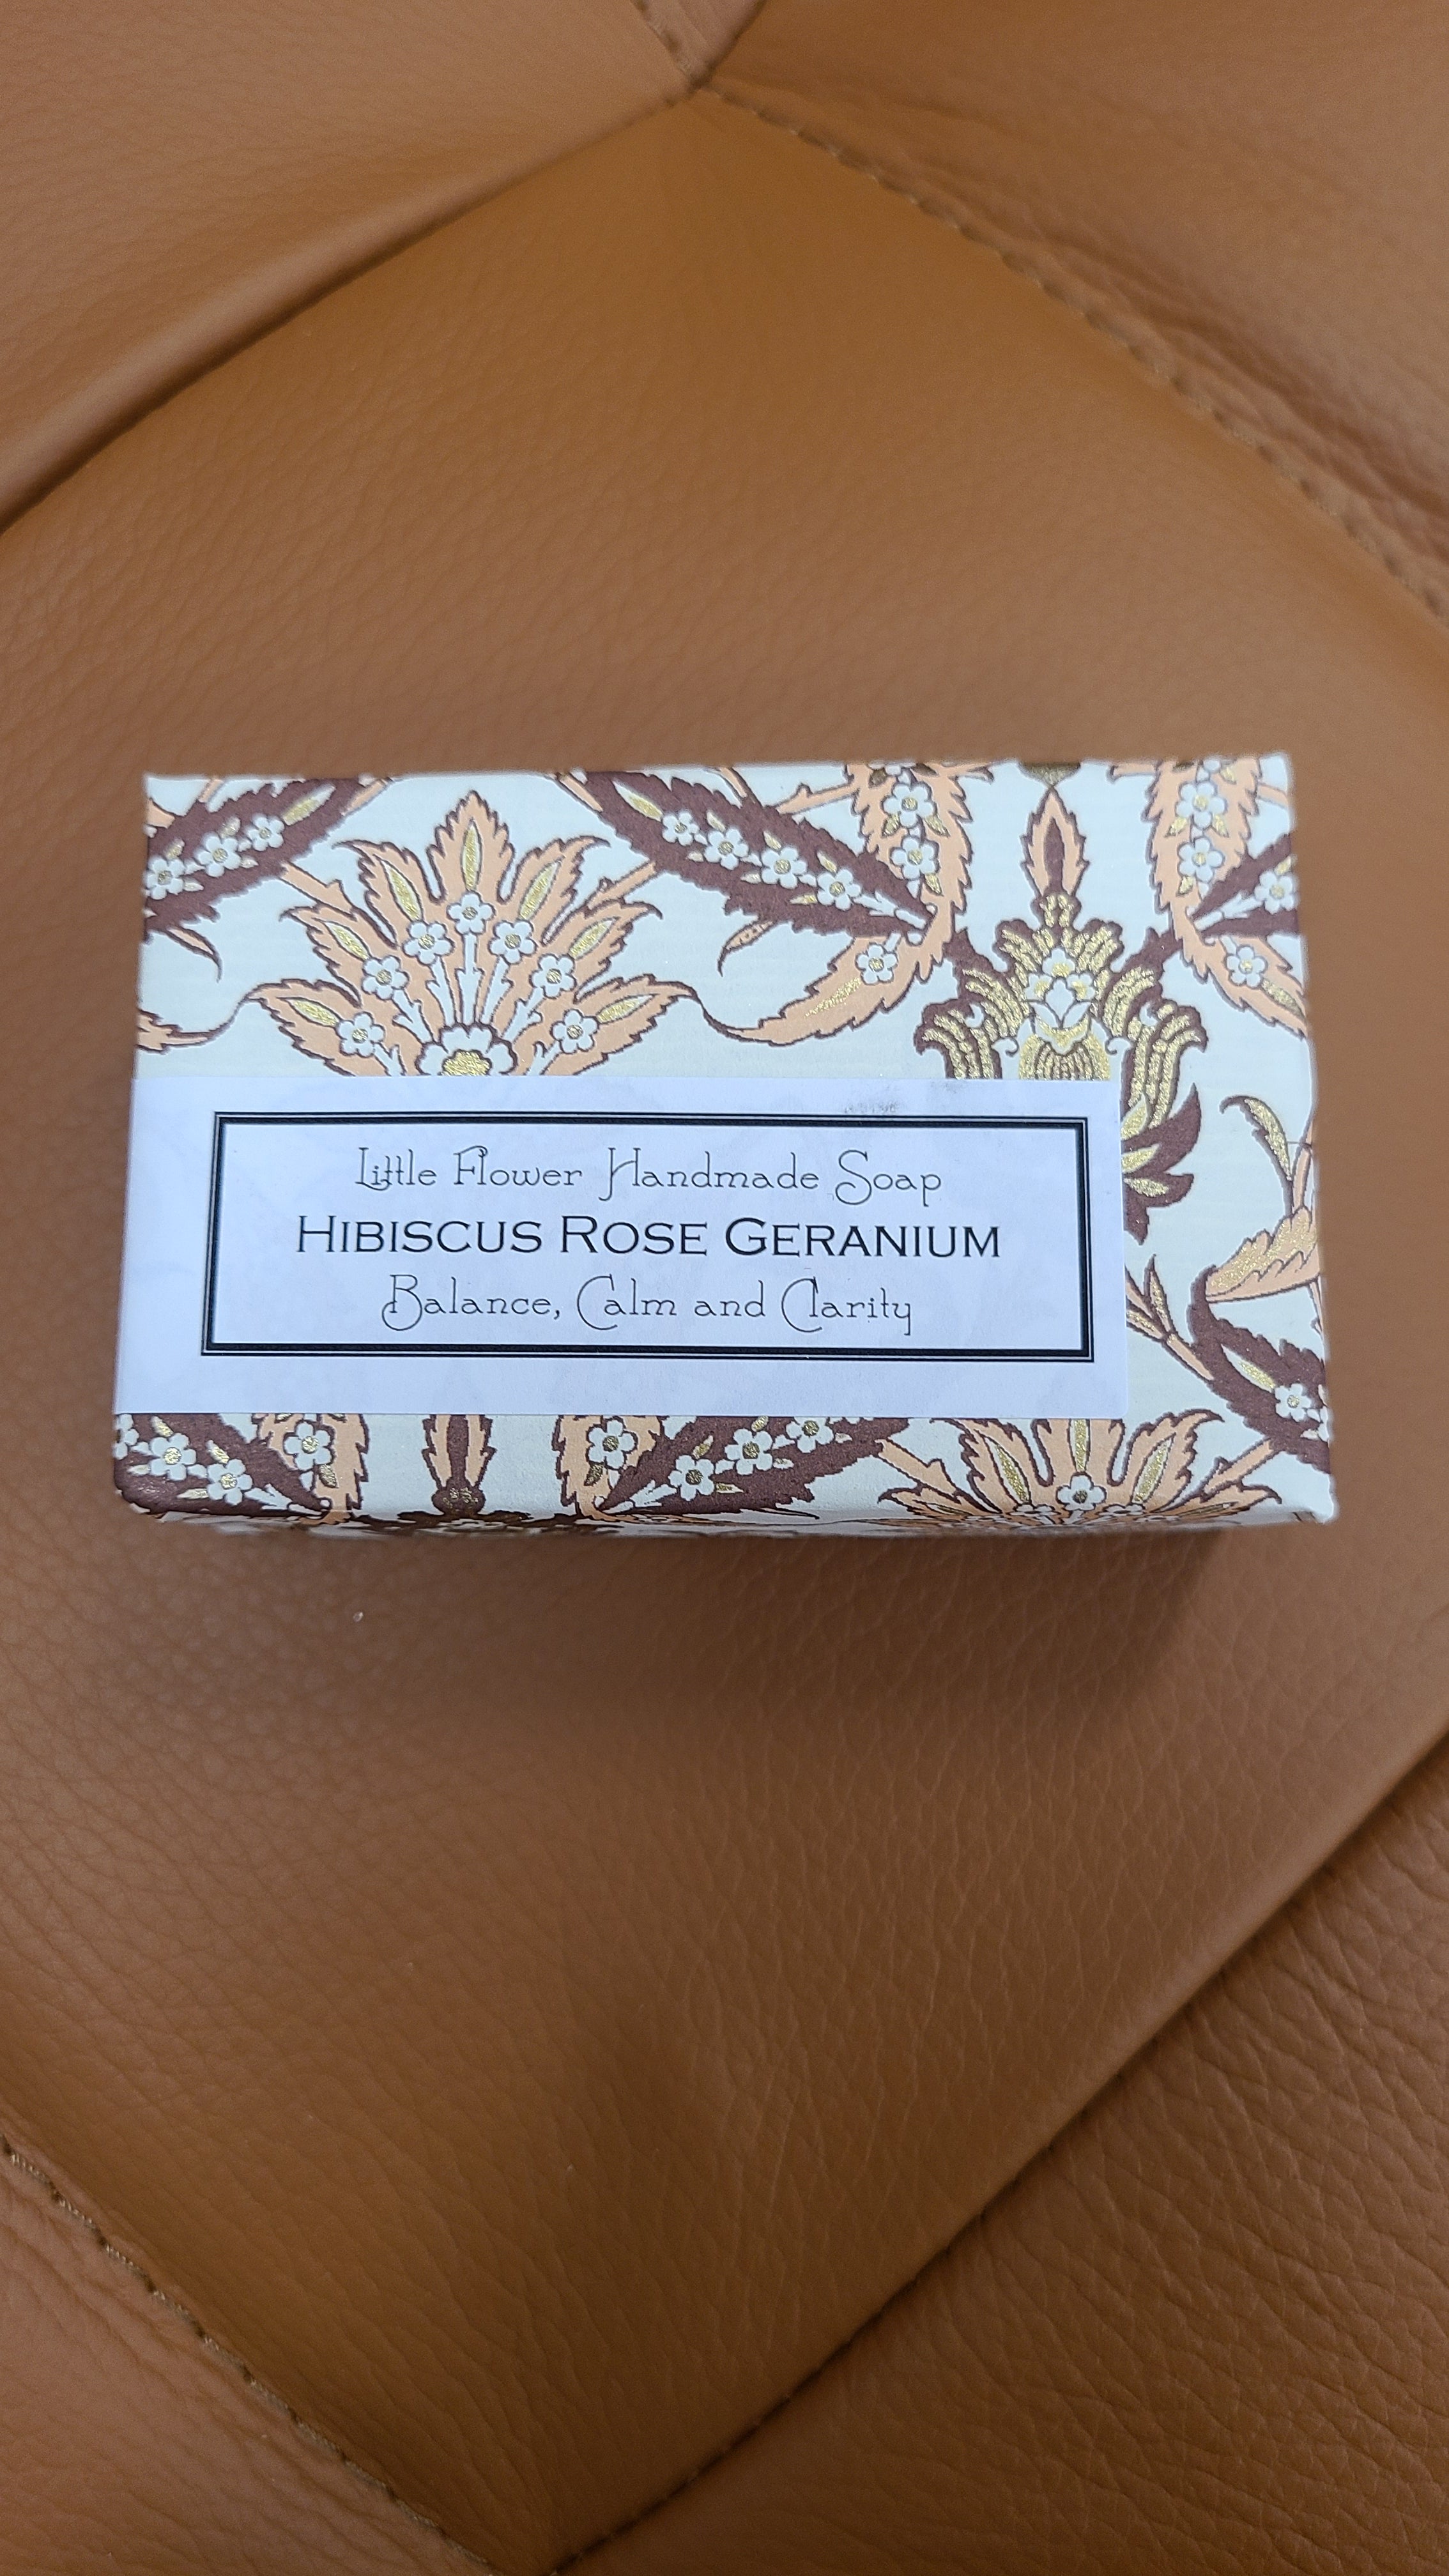 Little Flower Handmade Soap
HIBISCUS ROSE GERANIUM
Balance, Calm and Clarity